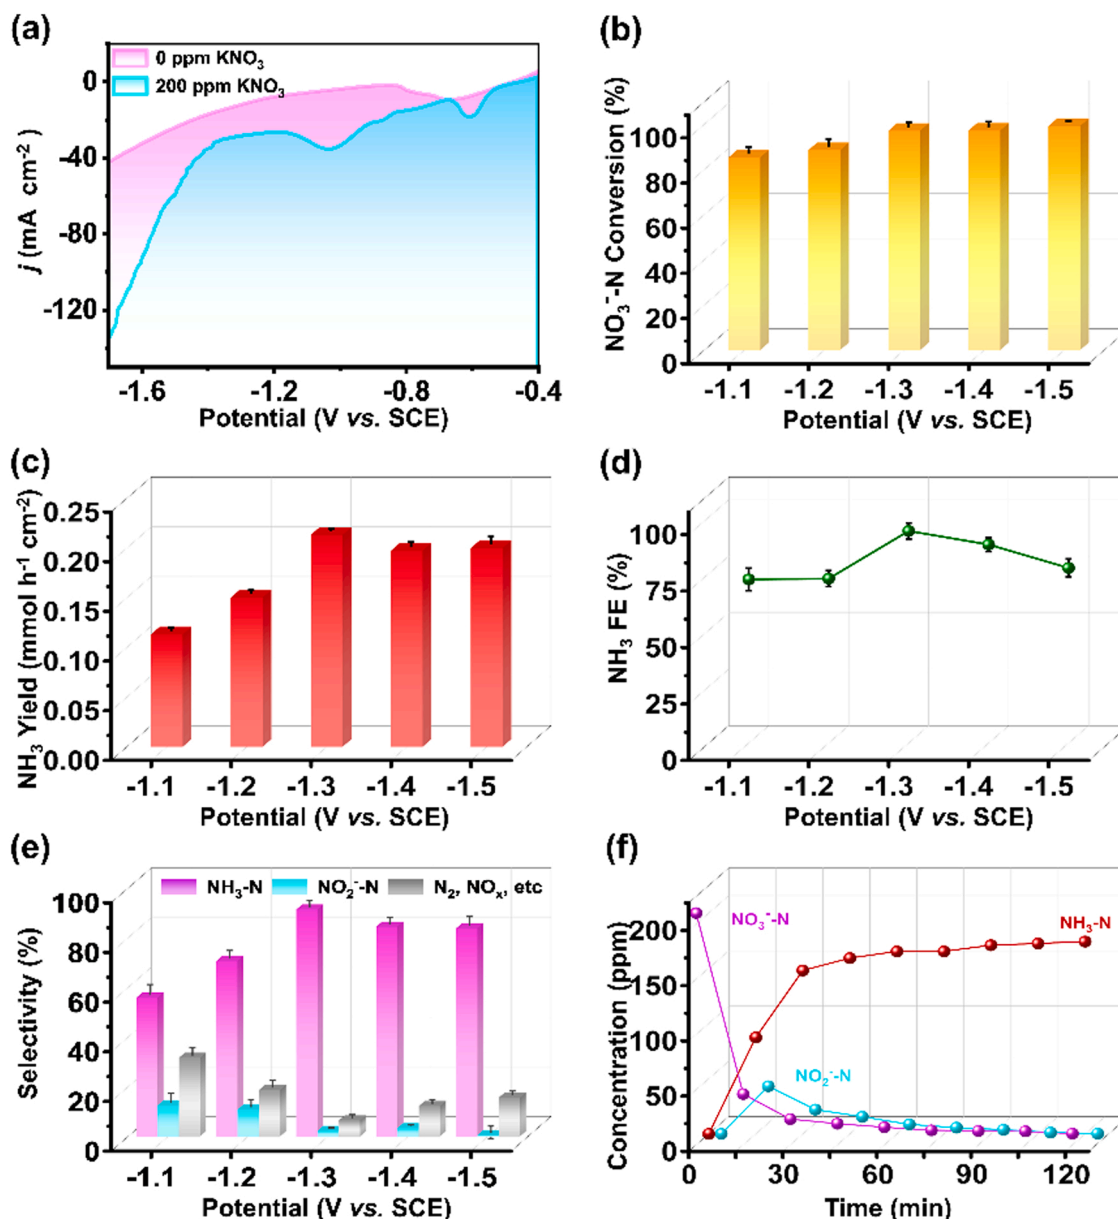 (a)
0 ppm KNO₃
200 ppm KNO₃
0
-40
-80
-120
j (mA cm⁻²)
-1.6 -1.2 -0.8 -0.4
Potential (V vs. SCE)
(b)
100
80
60
40
20
0
NO₃⁻-N Conversion (%)
-1.1 -1.2 -1.3 -1.4 -1.5
Potential (V vs. SCE)
(c)
0.25
0.20
0.15
0.10
0.05
0.00
NH₃ Yield (mmol h⁻¹ cm⁻²)
-1.1 -1.2 -1.3 -1.4 -1.5
Potential (V vs. SCE)
(d)
100
75
50
25
0
NH₃ FE (%)
-1.1 -1.2 -1.3 -1.4 -1.5
Potential (V vs. SCE)
(e)
NH₃-N NO₂⁻-N N₂, NOₓ, etc
100
80
60
40
20
0
Selectivity (%)
-1.1 -1.2 -1.3 -1.4 -1.5
Potential (V vs. SCE)
(f)
NO₃⁻-N
NH₃-N
NO₂⁻-N
200
150
100
50
0
Concentration (ppm)
0 30 60 90 120
Time (min)